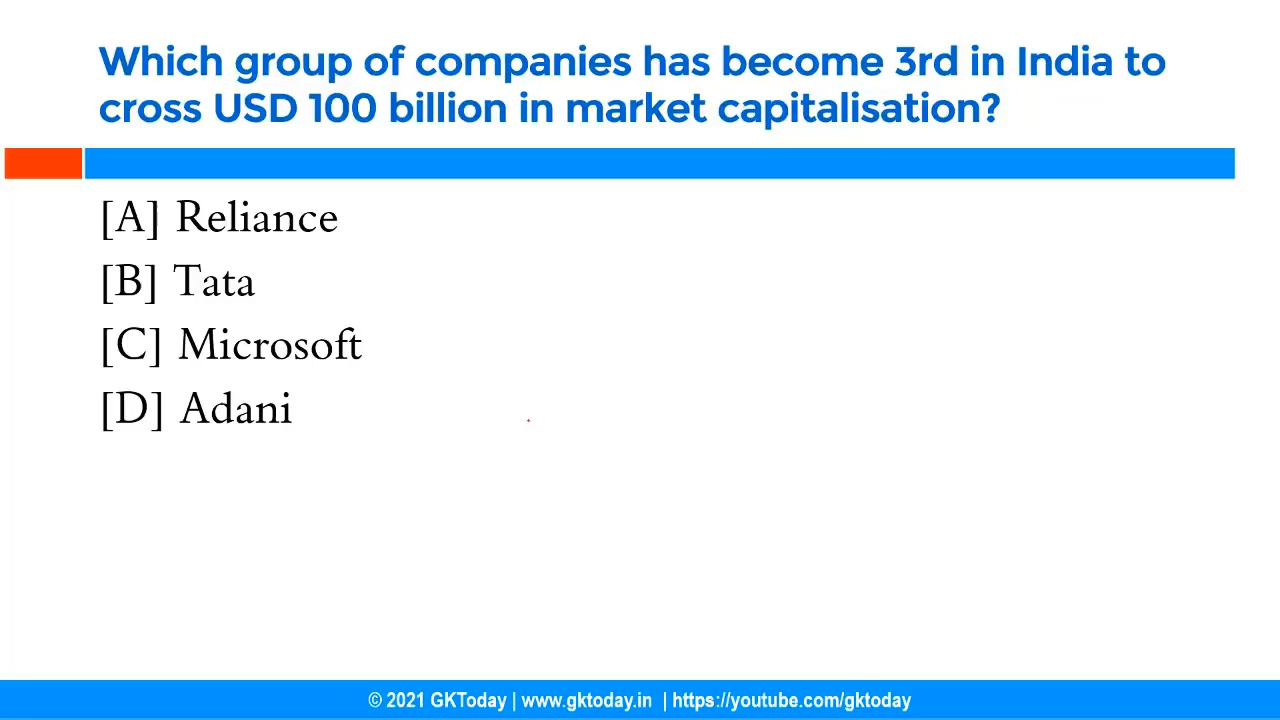 Which group of companies has become 3rd in India to
cross USD 100 billion in market capitalisation?
[A] Reliance
[B] Tata
[C] Microsoft
[D] Adani
© 2021 GKToday | www.gktoday.in | https://youtube.com/gktoday